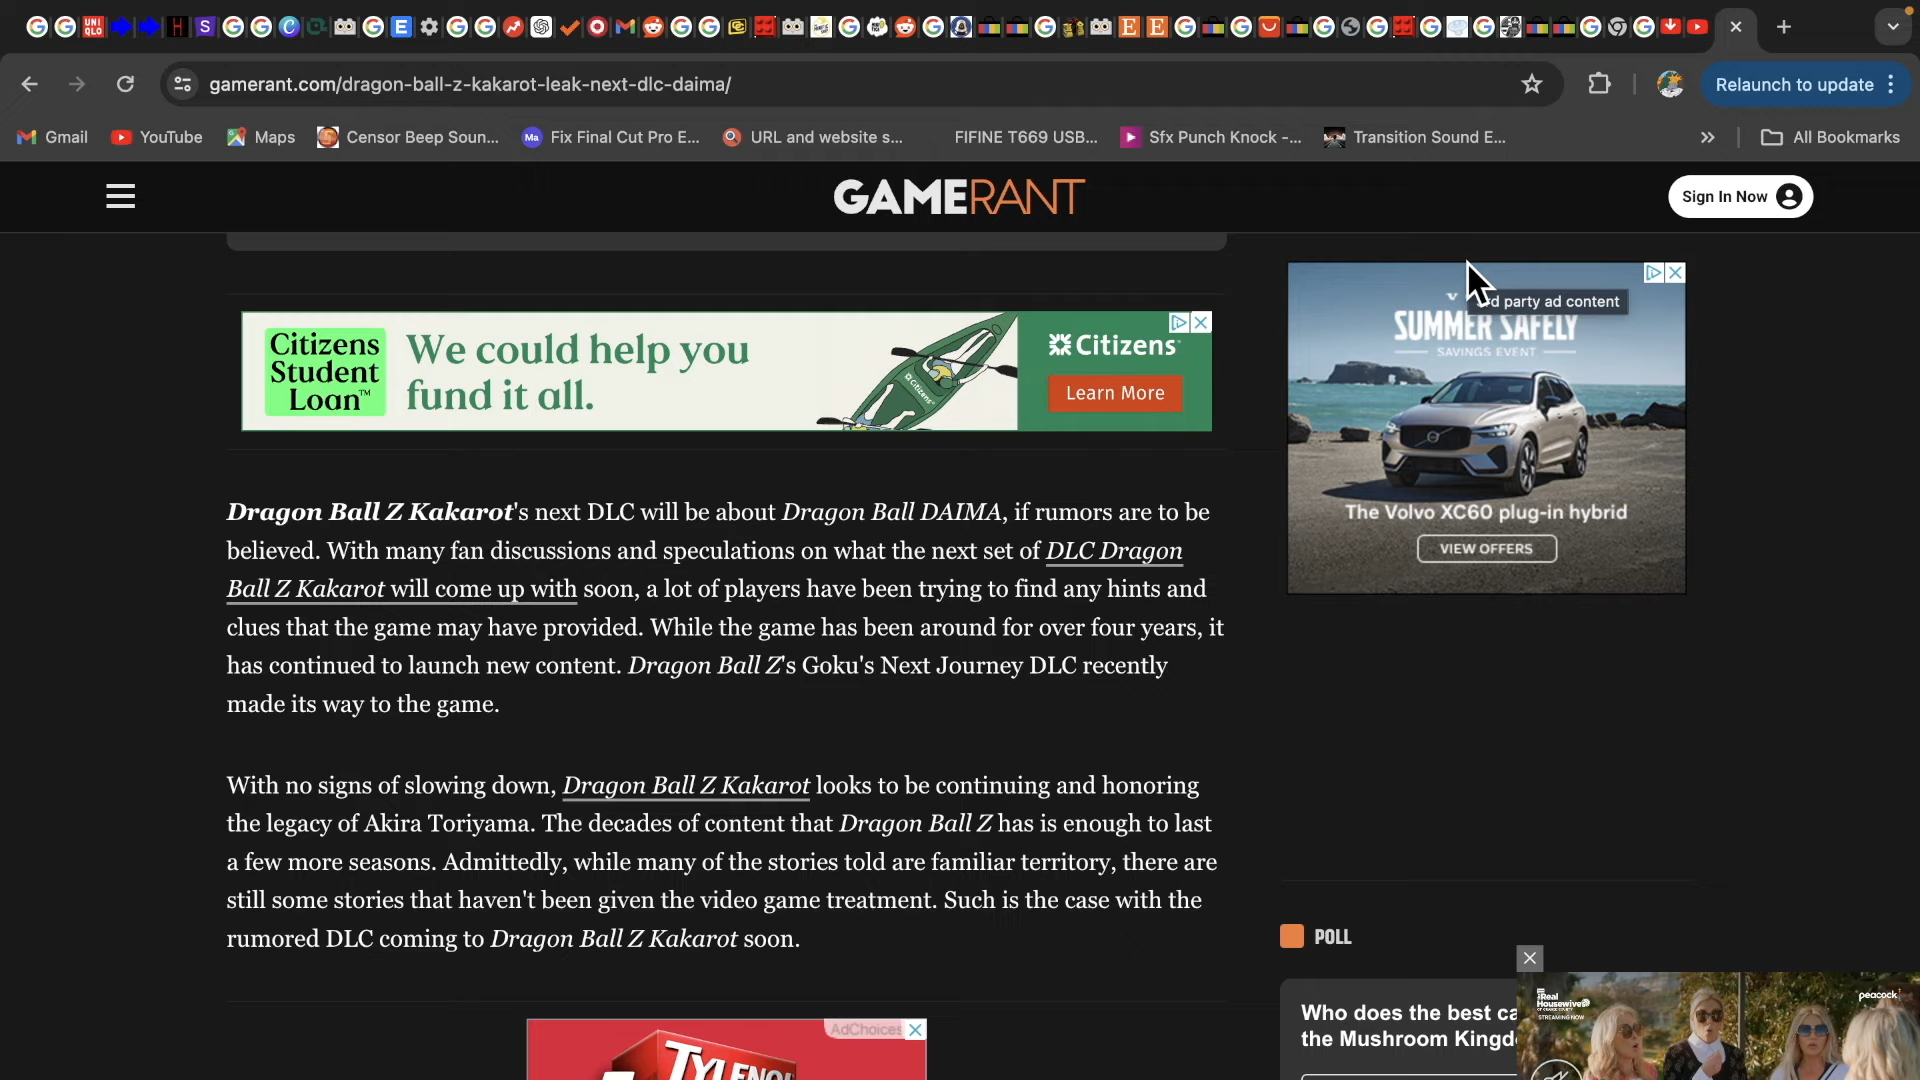 gamerant.com/dragon-ball-z-kakarot-leak-next-dlc-daima/
Relaunch to update
Gmail
YouTube
Maps
Censor Beep Soun...
Fix Final Cut Pro E...
URL and website s...
FIFINE T669 USB...
Sfx Punch Knock -...
Transition Sound E...
All Bookmarks
GAMERANT
Sign In Now
Citizens
Student
Loan™
We could help you
fund it all.
Citizens
Learn More
party ad content
SUMMER SAFELY
SAVINGS EVENT
The Volvo XC60 plug-in hybrid
VIEW OFFERS
Dragon Ball Z Kakarot's next DLC will be about Dragon Ball DAIMA, if rumors are to be
believed. With many fan discussions and speculations on what the next set of DLC Dragon
Ball Z Kakarot will come up with soon, a lot of players have been trying to find any hints and
clues that the game may have provided. While the game has been around for over four years, it
has continued to launch new content. Dragon Ball Z's Goku's Next Journey DLC recently
made its way to the game.
With no signs of slowing down, Dragon Ball Z Kakarot looks to be continuing and honoring
the legacy of Akira Toriyama. The decades of content that Dragon Ball Z has is enough to last
a few more seasons. Admittedly, while many of the stories told are familiar territory, there are
still some stories that haven't been given the video game treatment. Such is the case with the
rumored DLC coming to Dragon Ball Z Kakarot soon.
AdChoices
TYLENOL
POLL
Who does the best ca
the Mushroom Kingd
Real
Housewives
STREAMING NOW
peacock